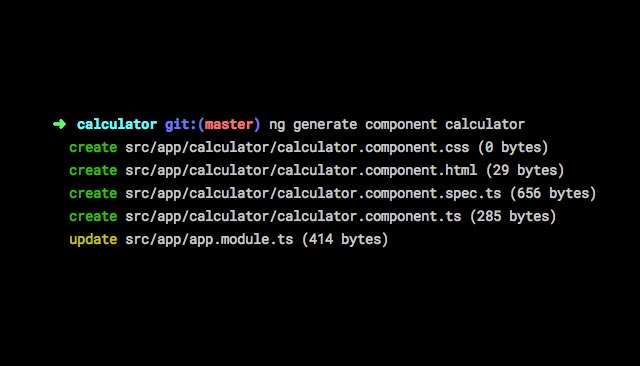 ➜ calculator git:(master) ng generate component calculator
create src/app/calculator/calculator.component.css (0 bytes)
create src/app/calculator/calculator.component.html (29 bytes)
create src/app/calculator/calculator.component.spec.ts (656 bytes)
create src/app/calculator/calculator.component.ts (285 bytes)
update src/app/app.module.ts (414 bytes)